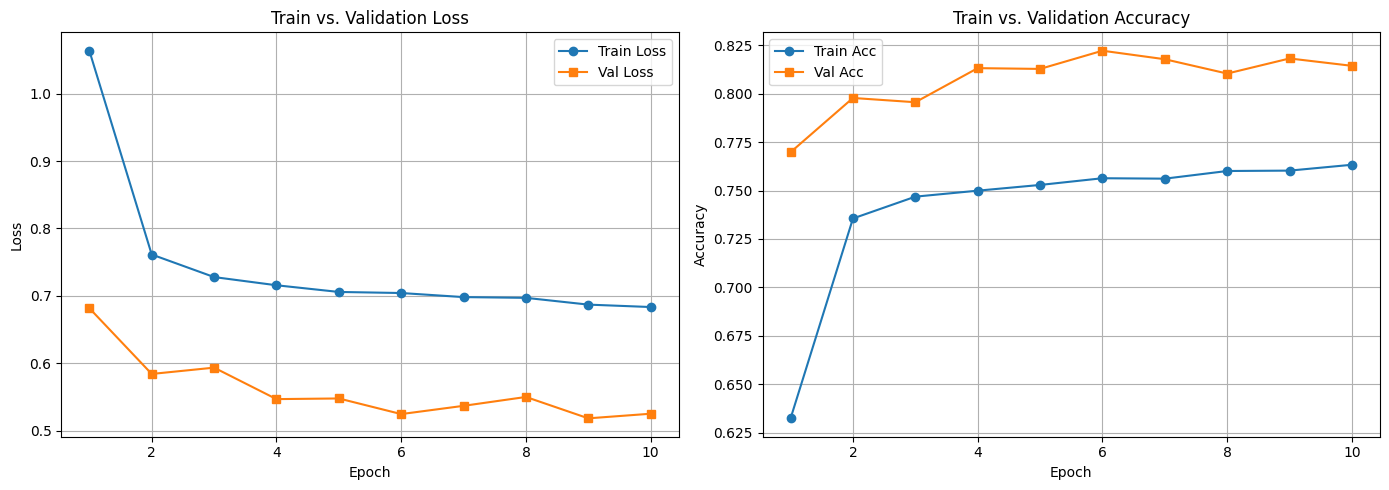 Train vs. Validation Loss
Train Loss
Val Loss
Loss
1.0
0.9
0.8
0.7
0.6
0.5
2
4
6
8
10
Epoch
Train vs. Validation Accuracy
Train Acc
Val Acc
Accuracy
0.825
0.800
0.775
0.750
0.725
0.700
0.675
0.650
0.625
2
4
6
8
10
Epoch